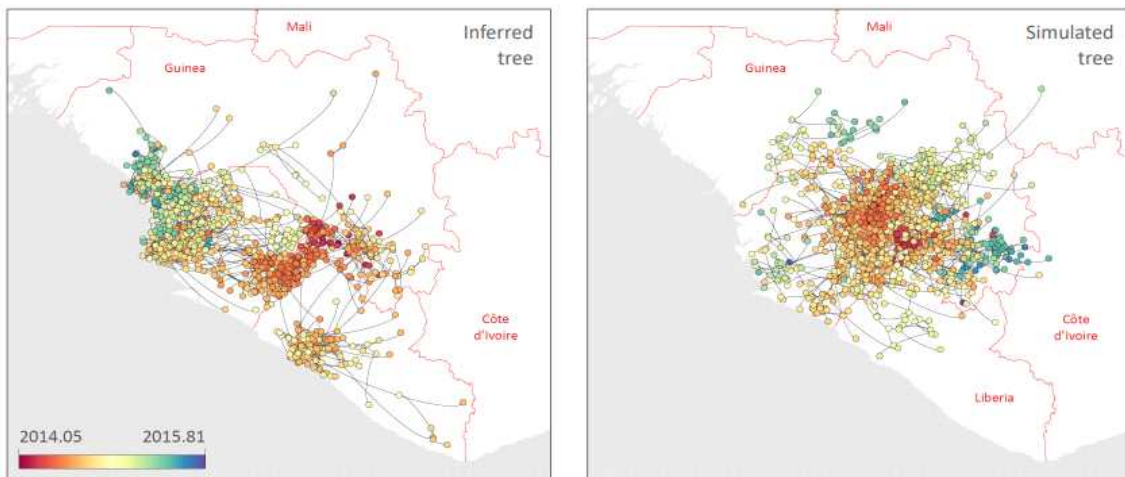 Mali
Inferred
tree
Guinea
Côte
d'Ivoire
2014.05 2015.81
Mali
Simulated
tree
Guinea
Côte
d'Ivoire
Liberia